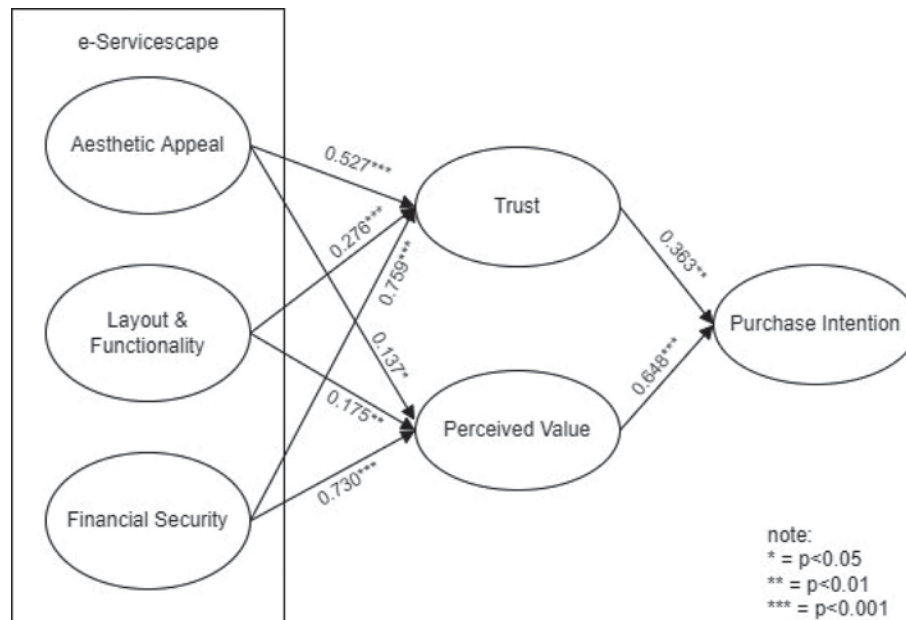 e-Servicescape
Aesthetic Appeal
0.527***
Trust
0.276***
0.759***
0.363**
Layout &
Functionality
Purchase Intention
0.137*
0.175**
0.648***
Perceived Value
0.730***
Financial Security
note:
* = p<0.05
** = p<0.01
*** = p<0.001